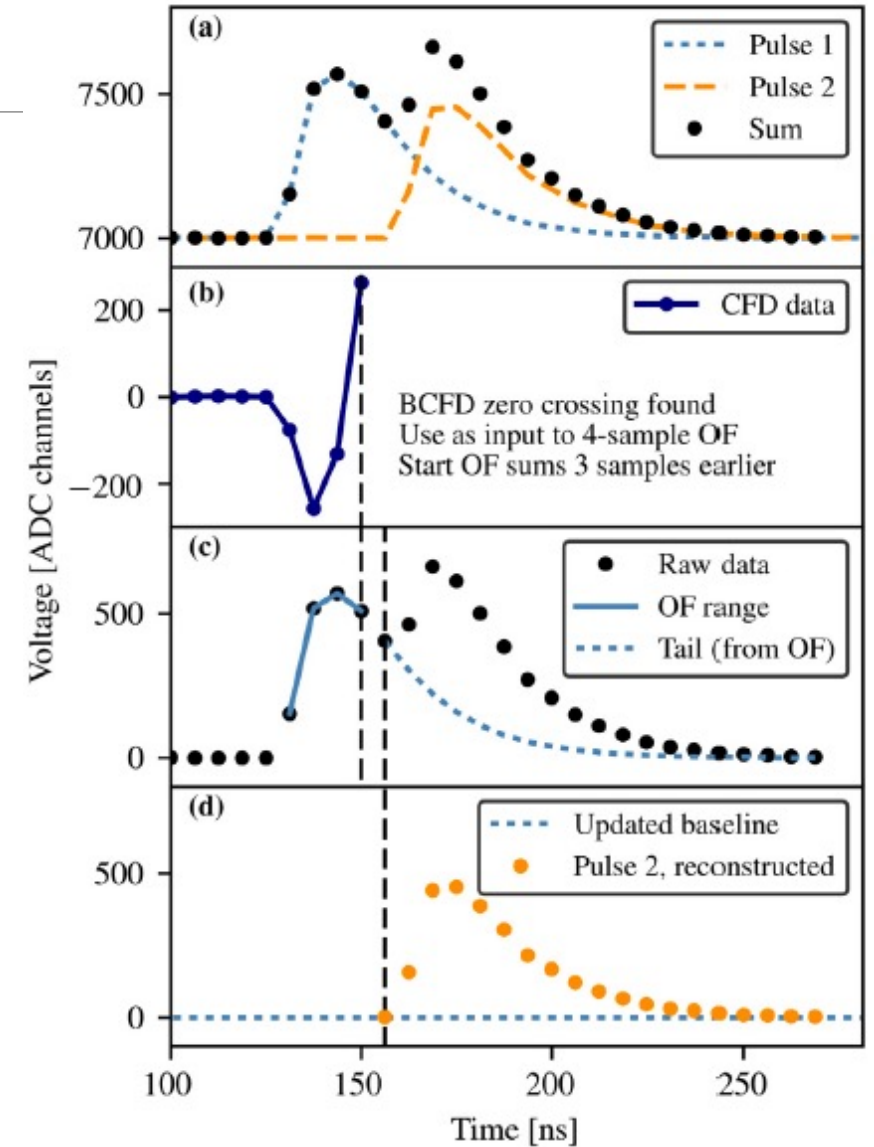 (a)
Pulse 1
Pulse 2
Sum
7500
7000
(b)
CFD data
200
0
−200
BCFD zero crossing found
Use as input to 4-sample OF
Start OF sums 3 samples earlier
Voltage [ADC channels]
(c)
Raw data
OF range
Tail (from OF)
500
0
(d)
Updated baseline
Pulse 2, reconstructed
500
0
100
150
200
250
Time [ns]